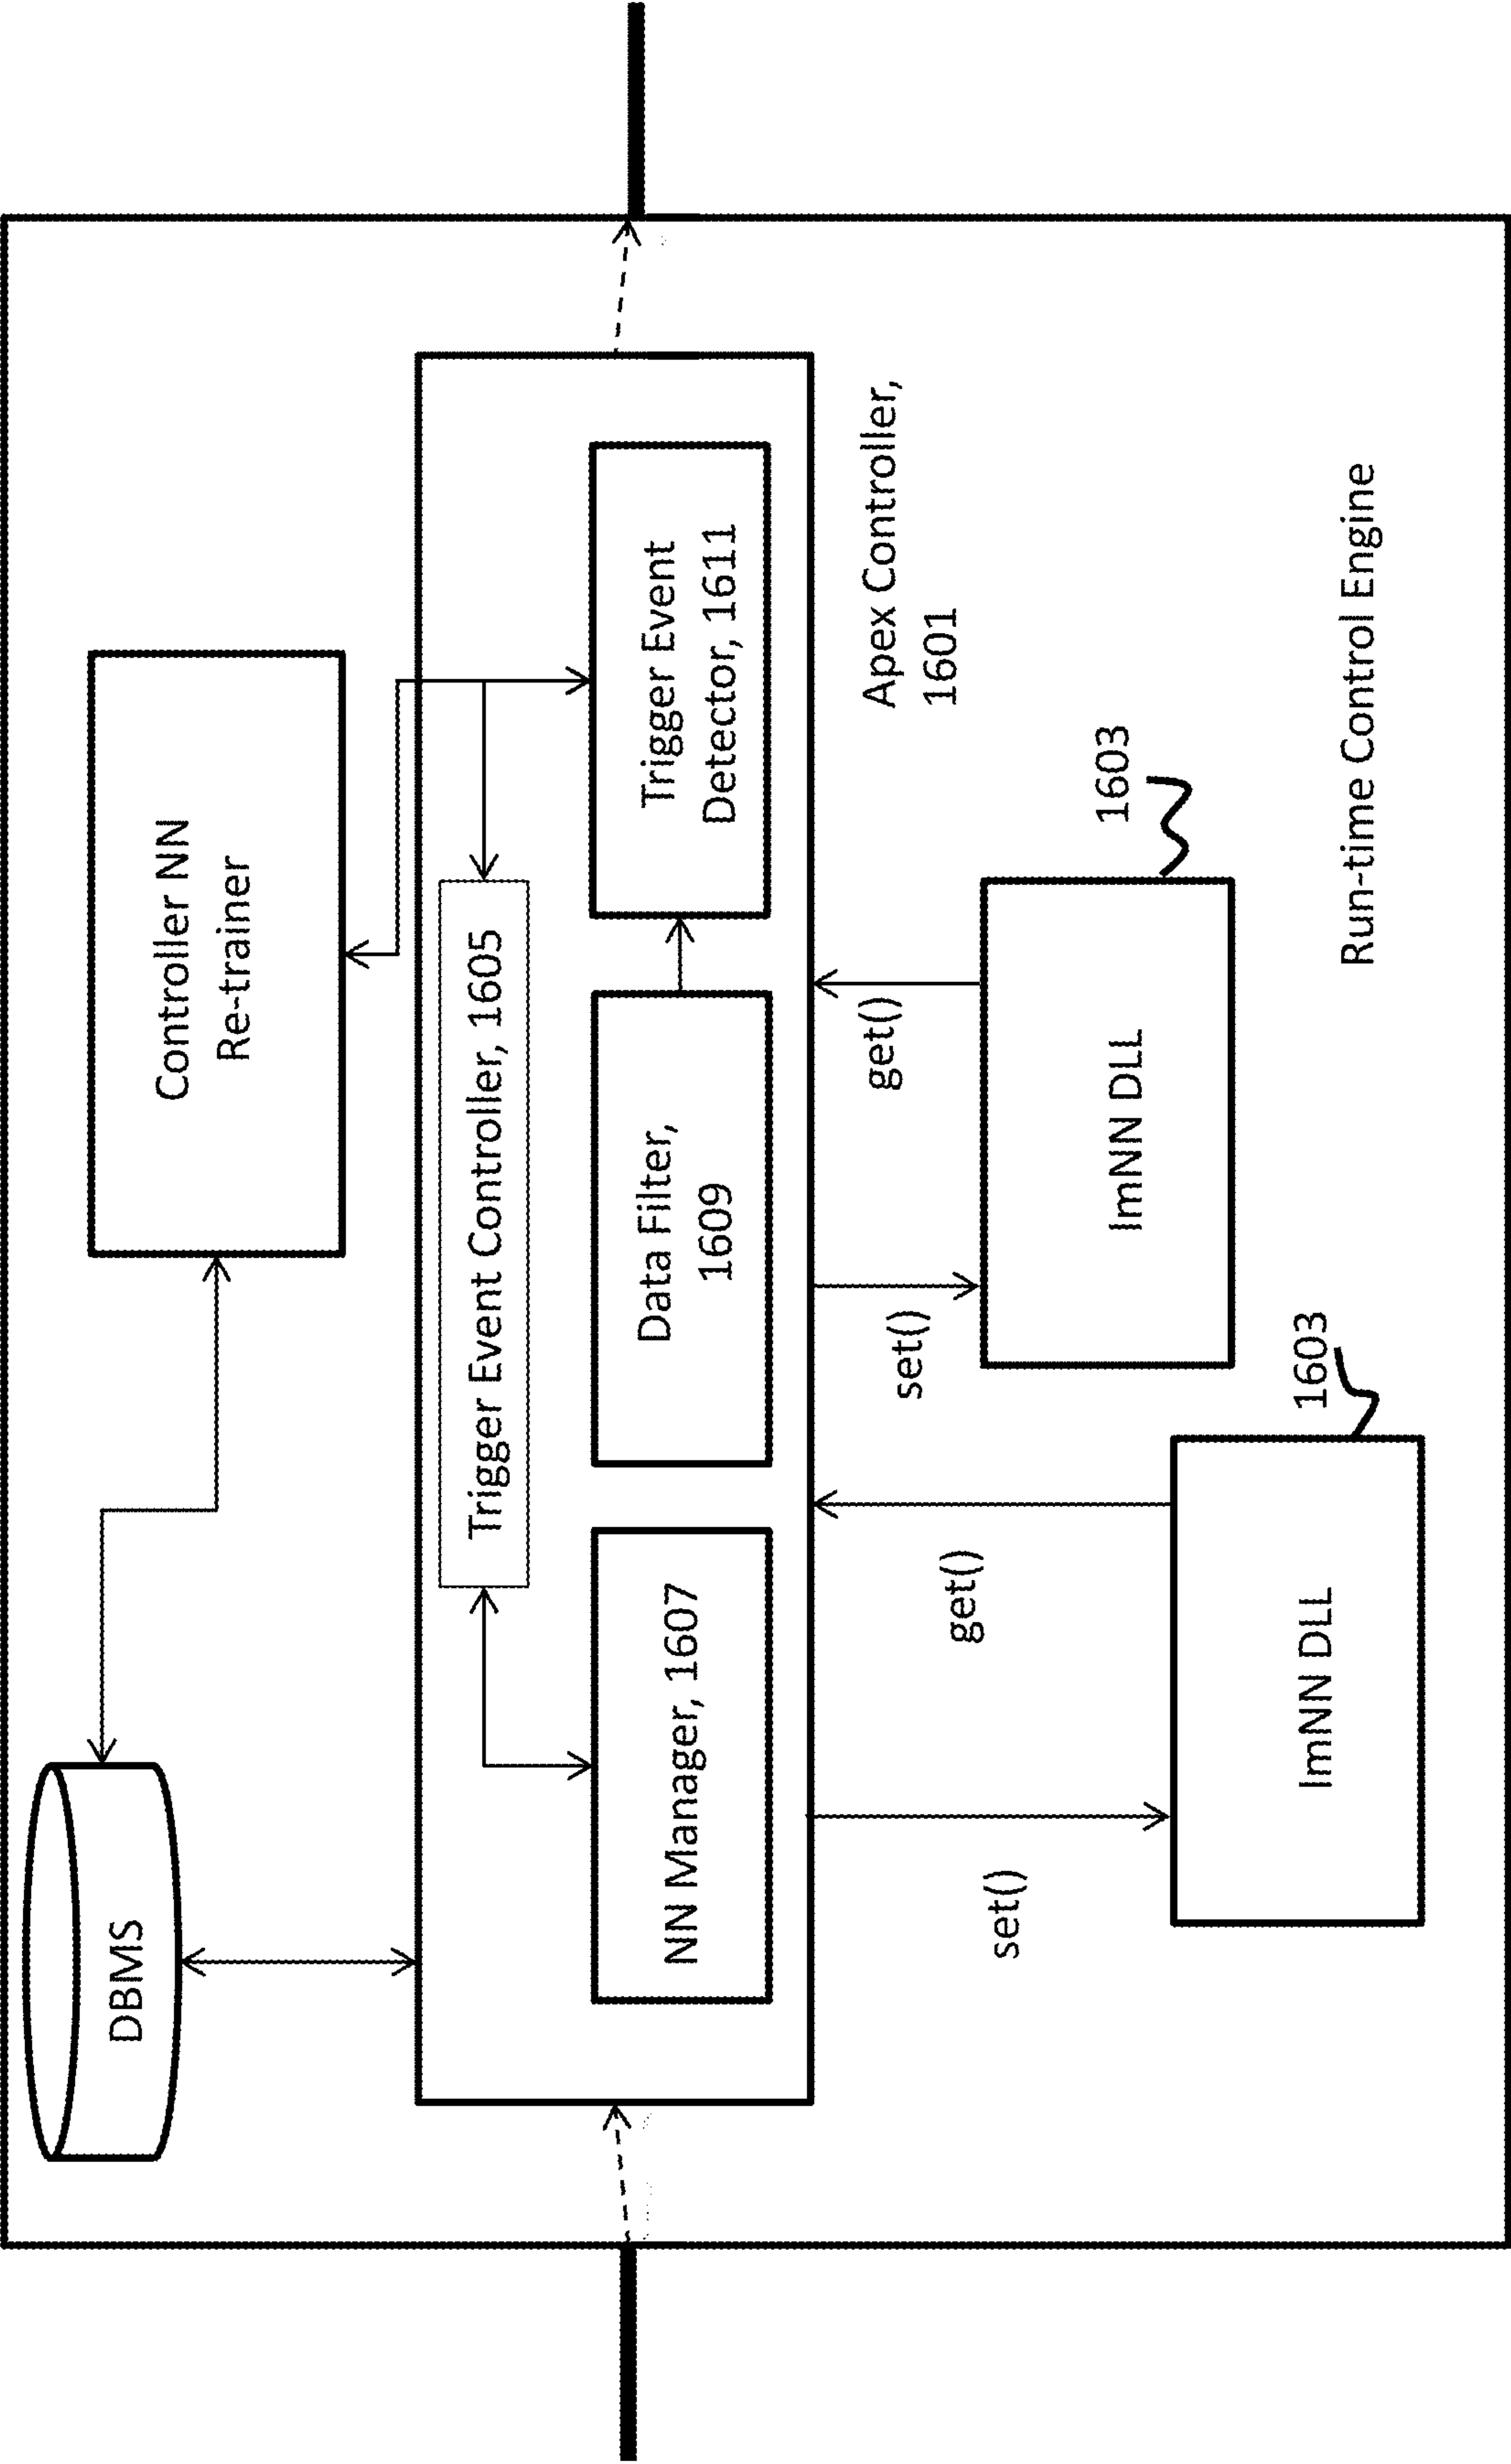 DBMS
Controller NN
Re-trainer
Trigger Event Controller, 1605
NN Manager, 1607
Data Filter,
1609
Trigger Event
Detector, 1611
Apex Controller,
1601
set()
get()
set()
get()
1603
ImNN DLL
1603
ImNN DLL
Run-time Control Engine